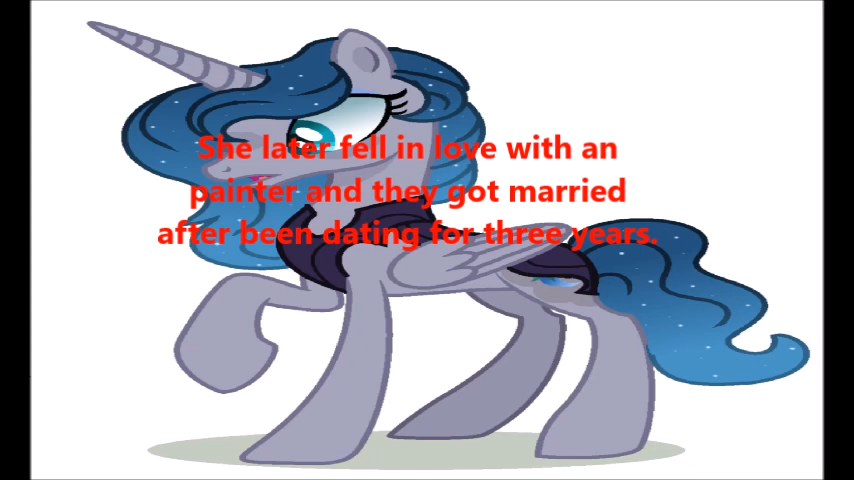 She later fell in love with an
painter and they got married
after been dating for three years.